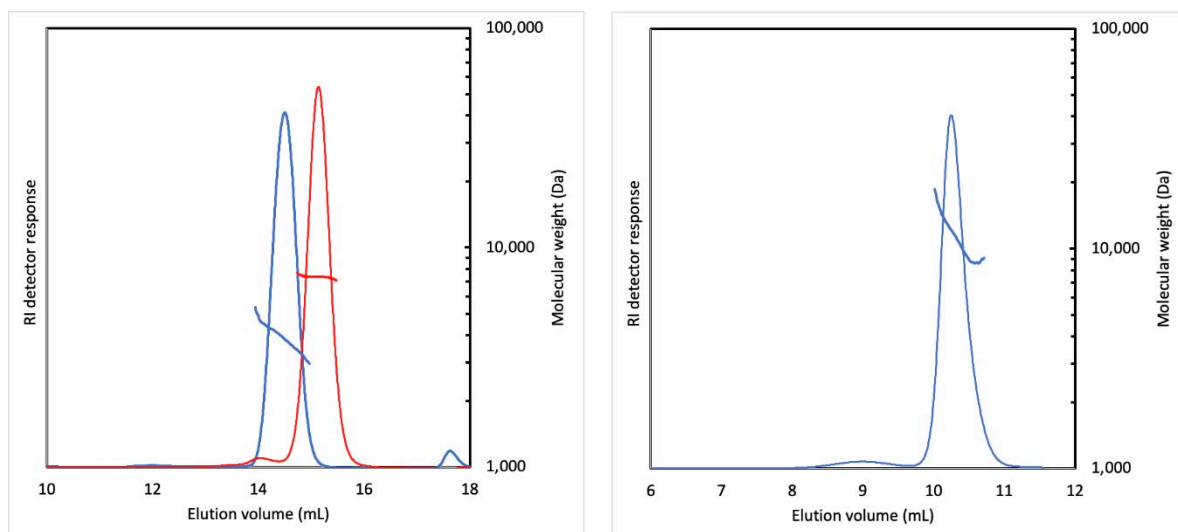 100,000
10,000
1,000
RI detector response
Molecular weight (Da)
10 12 14 16 18
Elution volume (mL)
100,000
10,000
1,000
RI detector response
Molecular weight (Da)
6 7 8 9 10 11 12
Elution volume (mL)